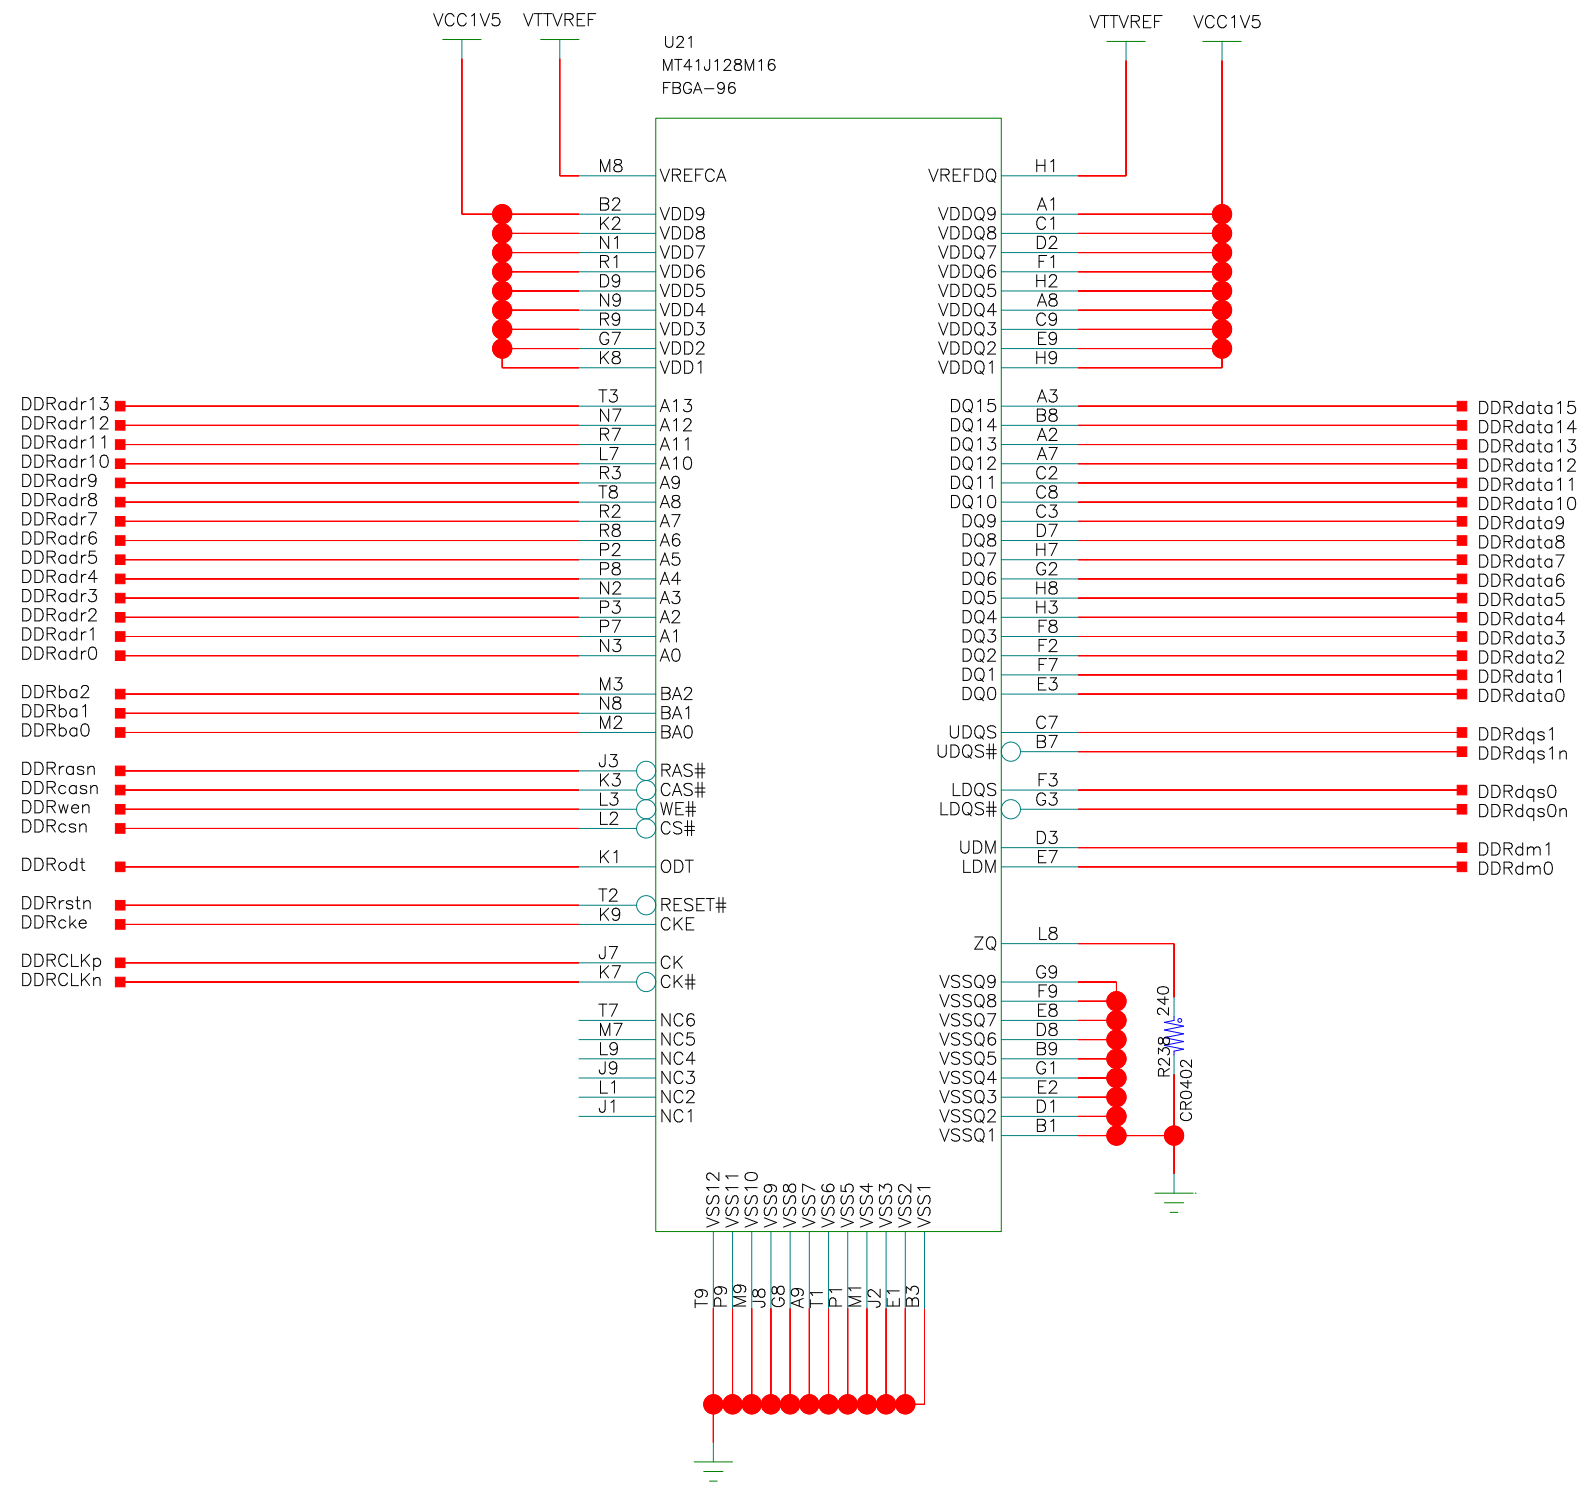 VCC1V5 VTTVREF
VTTVREF VCC1V5
U21
MT41J128M16
FBGA-96
M8 VREFCA VREFDQ H1
B2 VDD9 VDDQ9 A1
K2 VDD8 VDDQ8 C1
N1 VDD7 VDDQ7 D2
R1 VDD6 VDDQ6 F1
D9 VDD5 VDDQ5 H2
N9 VDD4 VDDQ4 A8
R9 VDD3 VDDQ3 C9
G7 VDD2 VDDQ2 E9
K8 VDD1 VDDQ1 H9
DDRadr13 T3 A13 DQ15 A3 DDRdata15
DDRadr12 N7 A12 DQ14 B8 DDRdata14
DDRadr11 R7 A11 DQ13 A2 DDRdata13
DDRadr10 L7 A10 DQ12 A7 DDRdata12
DDRadr9 R3 A9 DQ11 C2 DDRdata11
DDRadr8 T8 A8 DQ10 C8 DDRdata10
DDRadr7 R2 A7 DQ9 C3 DDRdata9
DDRadr6 R8 A6 DQ8 D7 DDRdata8
DDRadr5 P2 A5 DQ7 H7 DDRdata7
DDRadr4 P8 A4 DQ6 G2 DDRdata6
DDRadr3 N2 A3 DQ5 H8 DDRdata5
DDRadr2 P3 A2 DQ4 H3 DDRdata4
DDRadr1 P7 A1 DQ3 F8 DDRdata3
DDRadr0 N3 A0 DQ2 F2 DDRdata2
DQ1 F7 DDRdata1
DDRba2 M3 BA2 DQ0 E3 DDRdata0
DDRba1 N8 BA1
DDRba0 M2 BA0 UDQS C7 DDRdqs1
UDQS# B7 DDRdqs1n
DDRrasn J3 RAS#
DDRcasn K3 CAS# LDQS F3 DDRdqs0
DDRwen L3 WE# LDQS# G3 DDRdqs0n
DDRcsn L2 CS#
UDM D3 DDRdm1
DDRodt K1 ODT LDM E7 DDRdm0
DDRrstn T2 RESET#
DDRcke K9 CKE
ZQ L8
DDRCLKp J7 CK
DDRCLKn K7 CK# VSSQ9 G9
VSSQ8 F9
T7 NC6 VSSQ7 E8
M7 NC5 VSSQ6 D8
L9 NC4 VSSQ5 B9
J9 NC3 VSSQ4 G1
L1 NC2 VSSQ3 E2
J1 NC1 VSSQ2 D1
VSSQ1 B1
240
R238
CR0402
VSS12 VSS11 VSS10 VSS9 VSS8 VSS7 VSS6 VSS5 VSS4 VSS3 VSS2 VSS1
T9 P9 M9 J8 G8 A9 T1 P1 M1 J2 E1 B3